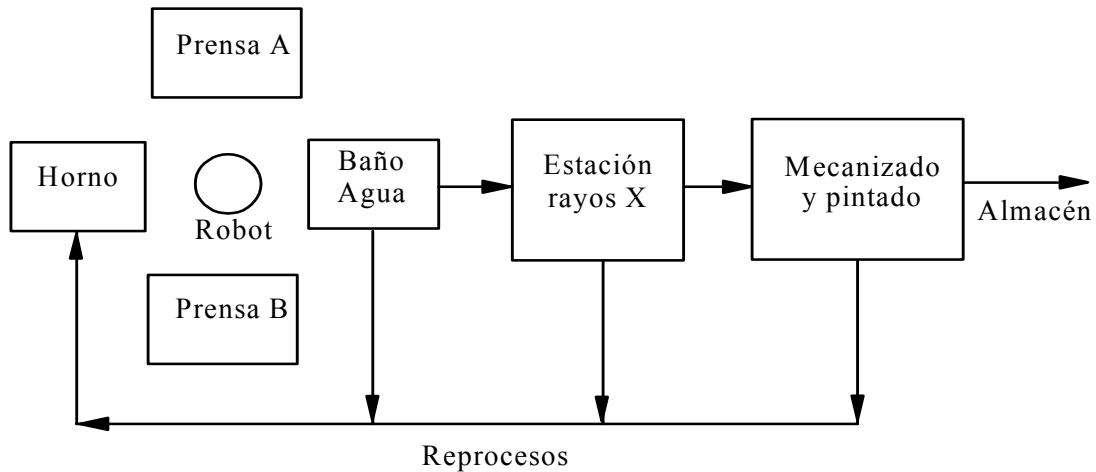 Prensa A
Horno
Robot
Baño
Agua
Estación
rayos X
Mecanizado
y pintado
Almacén
Prensa B
Reprocesos